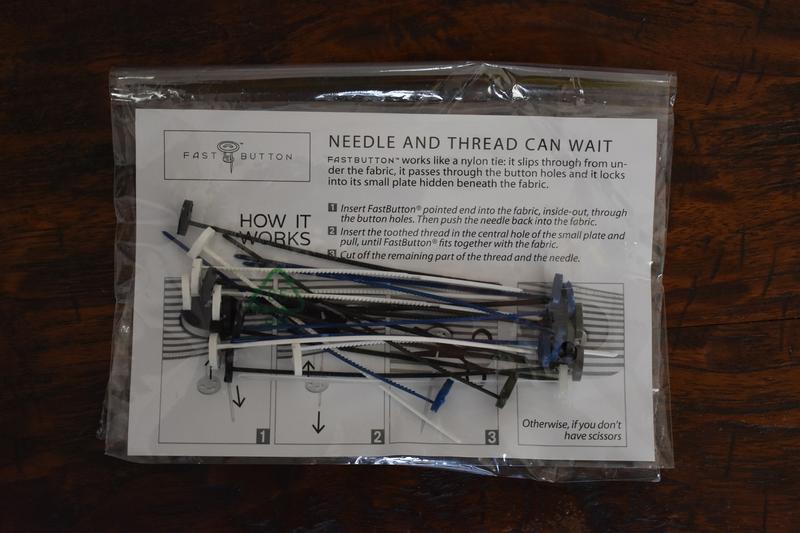 FAST BUTTON™
NEEDLE AND THREAD CAN WAIT
FASTBUTTON™ works like a nylon tie: it slips through from un-
der the fabric, it passes through the button holes and it locks
into its small plate hidden beneath the fabric.
HOW IT
WORKS
1 Insert FastButton® pointed end into the fabric, inside-out, through
the button holes. Then push the needle back into the fabric.
2 Insert the toothed thread in the central hole of the small plate and
pull, until FastButton® fits together with the fabric.
3 Cut off the remaining part of the thread and the needle.
1
2
3
Otherwise, if you don't
have scissors